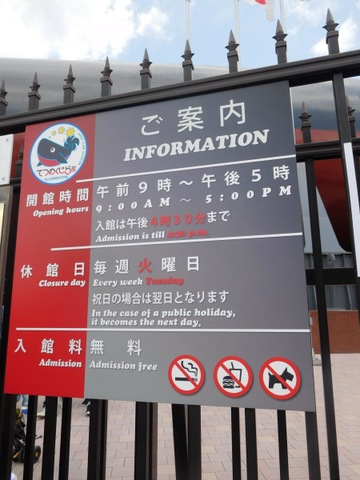 てつのくじら館
ご案内
INFORMATION
開館時間 午前9時～午後5時
Opening hours 9:00AM～5:00PM
入館は午後4時30分まで
Admission is till 4:30 p.m.
休館日 毎週火曜日
Closure day Every week Tuesday
祝日の場合は翌日となります
In the case of a public holiday,
it becomes the next day.
入館料 無料
Admission Admission free